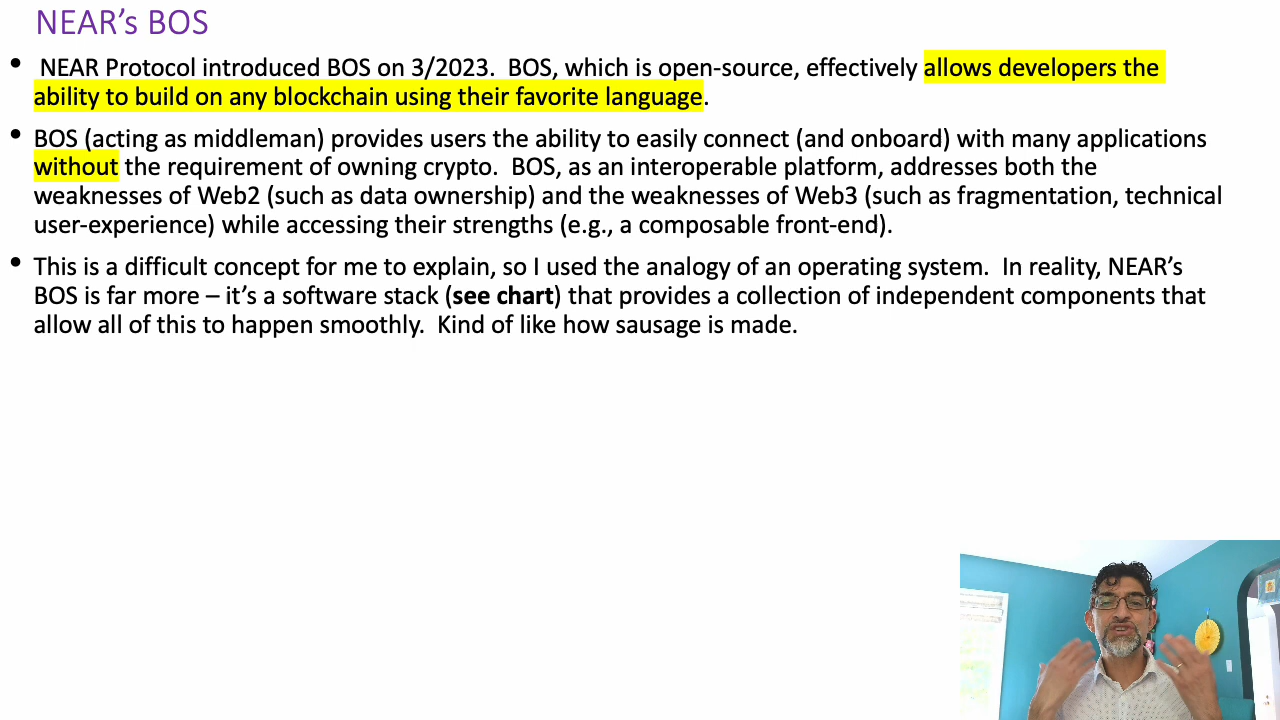 NEAR’s BOS
• NEAR Protocol introduced BOS on 3/2023. BOS, which is open-source, effectively allows developers the
ability to build on any blockchain using their favorite language.
• BOS (acting as middleman) provides users the ability to easily connect (and onboard) with many applications
without the requirement of owning crypto. BOS, as an interoperable platform, addresses both the
weaknesses of Web2 (such as data ownership) and the weaknesses of Web3 (such as fragmentation, technical
user-experience) while accessing their strengths (e.g., a composable front-end).
• This is a difficult concept for me to explain, so I used the analogy of an operating system. In reality, NEAR’s
BOS is far more – it’s a software stack (see chart) that provides a collection of independent components that
allow all of this to happen smoothly. Kind of like how sausage is made.